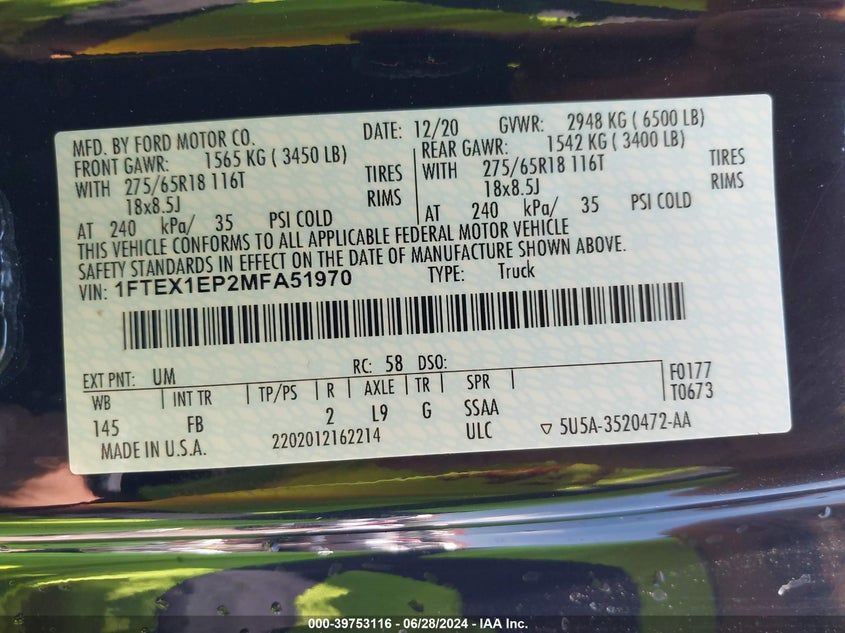 MFD. BY FORD MOTOR CO. DATE: 12/20 GVWR: 2948 KG ( 6500 LB)
FRONT GAWR: 1565 KG ( 3450 LB) REAR GAWR: 1542 KG ( 3400 LB)
WITH 275/65R18 116T TIRES WITH 275/65R18 116T TIRES
18x8.5J RIMS 18x8.5J RIMS
AT 240 kPa/ 35 PSI COLD AT 240 kPa/ 35 PSI COLD
THIS VEHICLE CONFORMS TO ALL APPLICABLE FEDERAL MOTOR VEHICLE
SAFETY STANDARDS IN EFFECT ON THE DATE OF MANUFACTURE SHOWN ABOVE.
VIN: 1FTEX1EP2MFA51970 TYPE: Truck
EXT PNT: UM RC: 58 DSO: F0177
WB INT TR TP/PS R AXLE TR SPR T0673
145 FB 2 L9 G SSAA
MADE IN U.S.A. 2202012162214 ULC ▽ 5U5A-3520472-AA
000-39753116 - 06/28/2024 - IAA Inc.